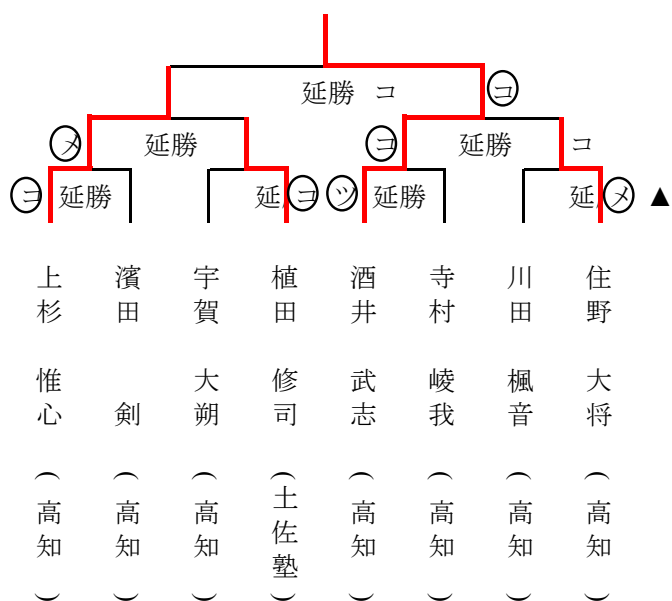 延勝 コ コ
メ 延勝 コ 延勝 コ
コ 延勝 延 コ ツ 延勝 延 メ ▲
上杉 惟心 (高知)
濱田 剣 (高知)
宇賀 大朔 (高知)
植田 修司 (土佐塾)
酒井 武志 (高知)
寺村 崚我 (高知)
川田 楓音 (高知)
住野 大将 (高知)